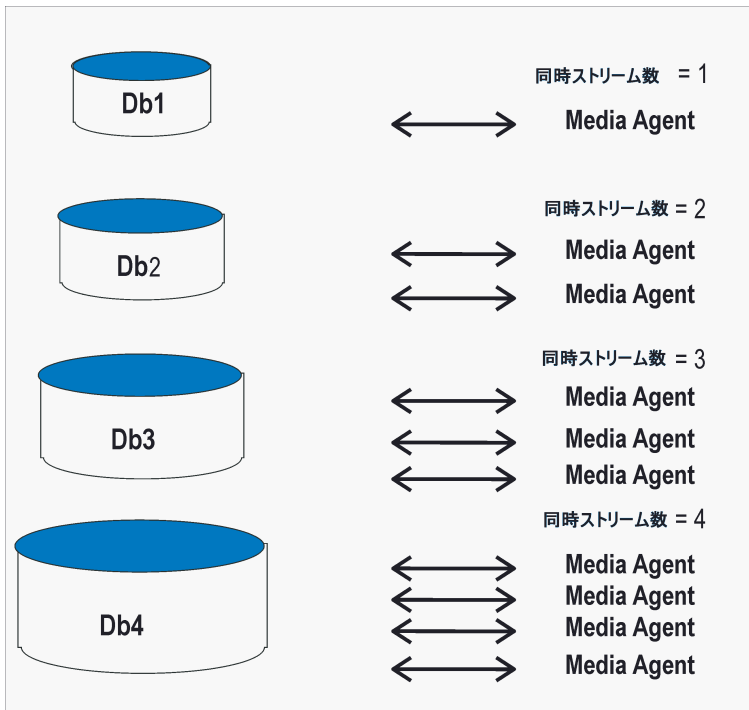 同時ストリーム数 = 1
Db1
Media Agent
同時ストリーム数 = 2
Db2
Media Agent
Media Agent
同時ストリーム数 = 3
Db3
Media Agent
Media Agent
Media Agent
同時ストリーム数 = 4
Db4
Media Agent
Media Agent
Media Agent
Media Agent